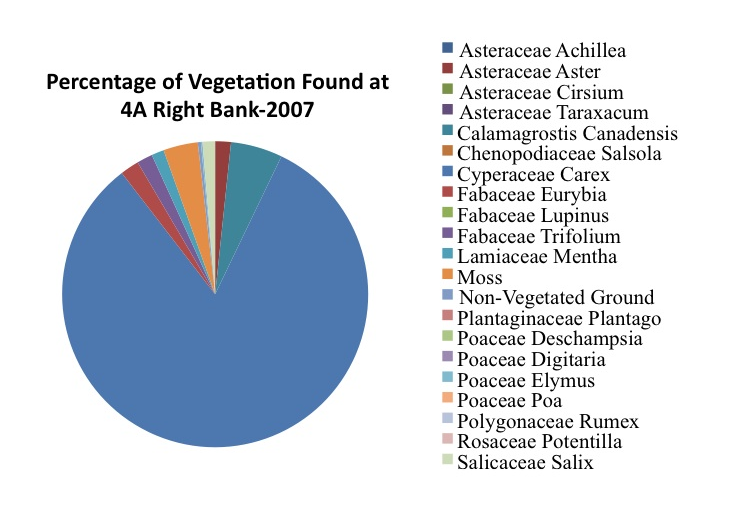 Percentage of Vegetation Found at
4A Right Bank-2007
Asteraceae Achillea
Asteraceae Aster
Asteraceae Cirsium
Asteraceae Taraxacum
Calamagrostis Canadensis
Chenopodiaceae Salsola
Cyperaceae Carex
Fabaceae Eurybia
Fabaceae Lupinus
Fabaceae Trifolium
Lamiaceae Mentha
Moss
Non-Vegetated Ground
Plantaginaceae Plantago
Poaceae Deschampsia
Poaceae Digitaria
Poaceae Elymus
Poaceae Poa
Polygonaceae Rumex
Rosaceae Potentilla
Salicaceae Salix